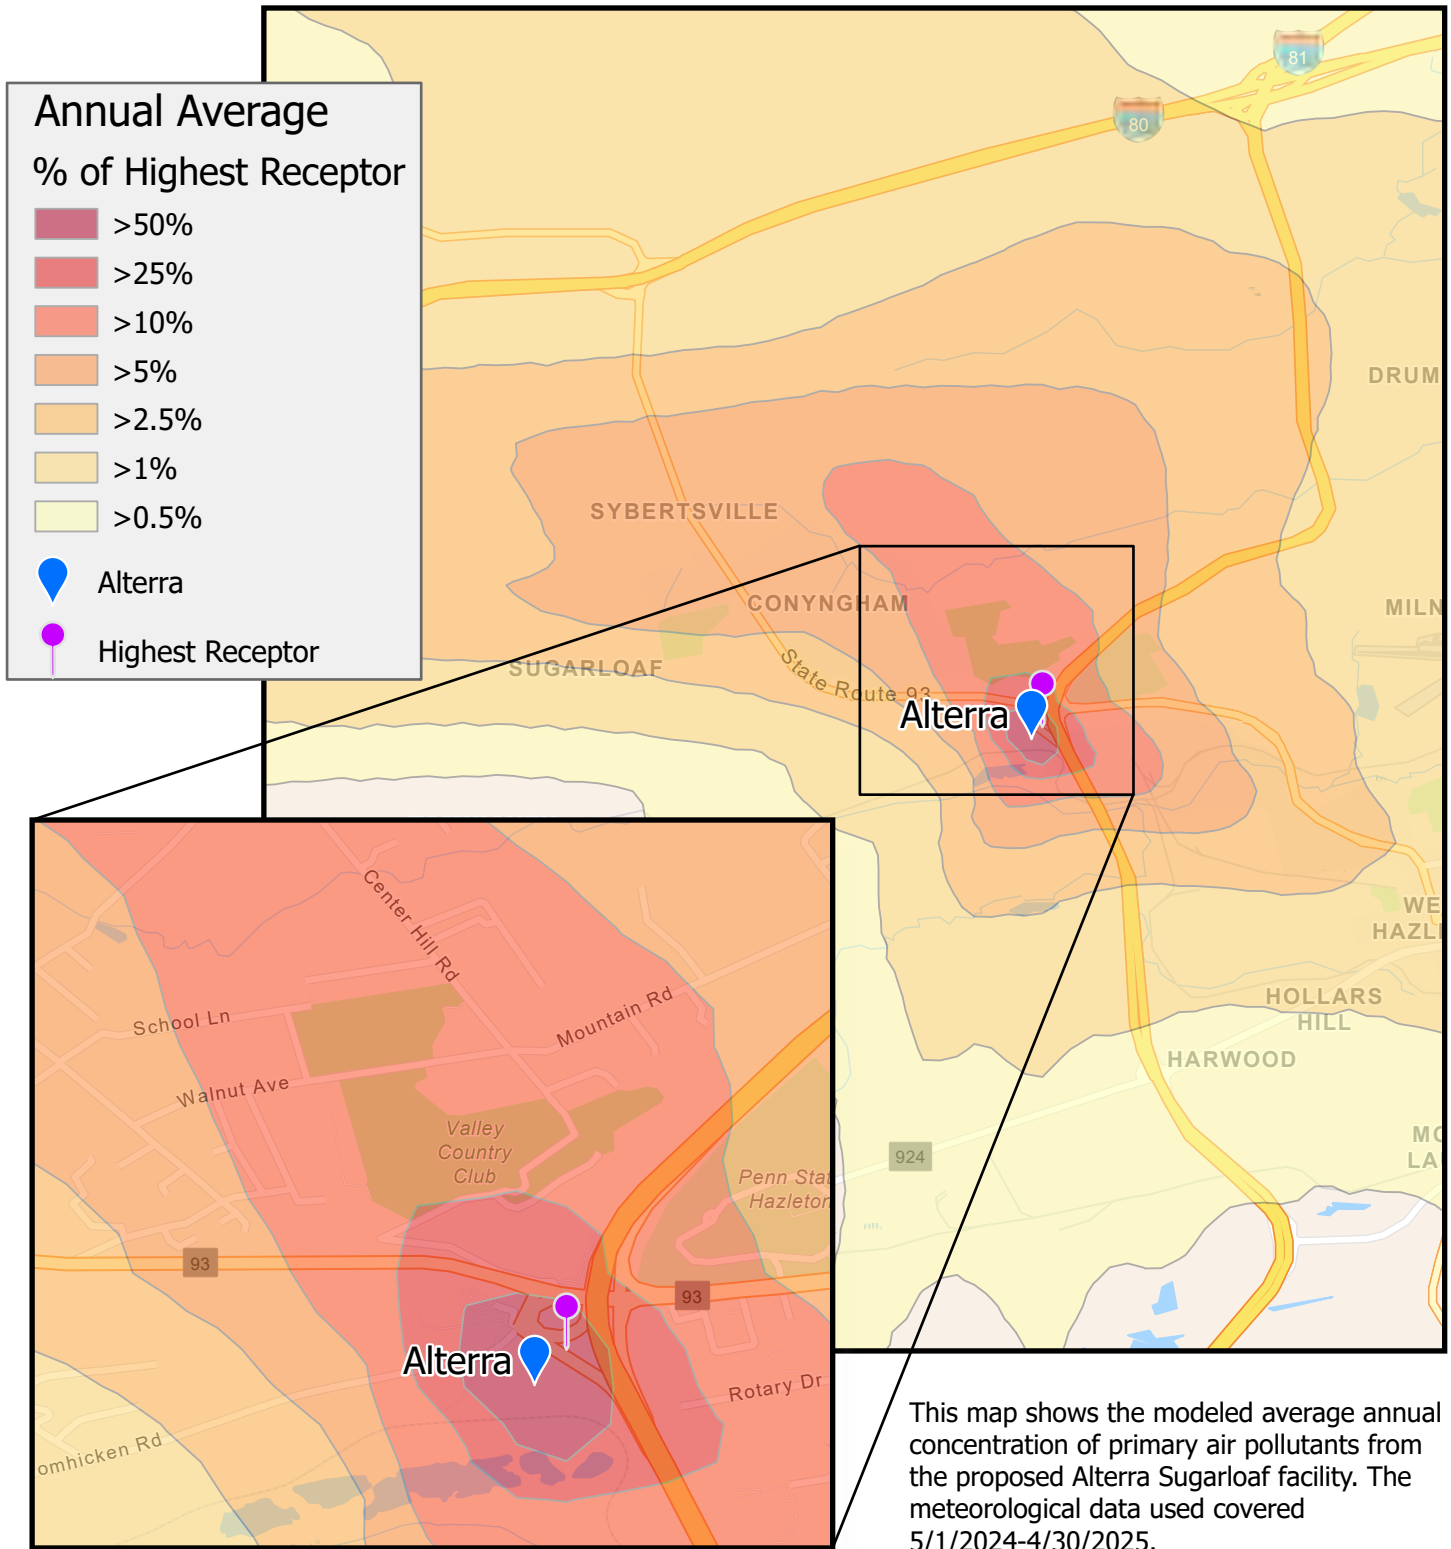 Annual Average
% of Highest Receptor
>50%
>25%
>10%
>5%
>2.5%
>1%
>0.5%
Alterra
Highest Receptor
81
80
DRUM
SYBERTSVILLE
CONYNGHAM
MILN
SUGARLOAF
State Route 93
Alterra
WE
HAZL
HOLLARS
HILL
HARWOOD
924
MO
LA
Center Hill Rd
School Ln
Mountain Rd
Walnut Ave
Valley
Country
Club
Penn Stat
Hazleton
93
93
Alterra
Rotary Dr
omhicken Rd
This map shows the modeled average annual
concentration of primary air pollutants from
the proposed Alterra Sugarloaf facility. The
meteorological data used covered
5/1/2024-4/30/2025.